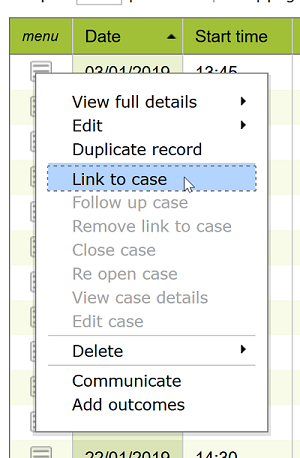 menu Date Start time
03/01/2019 13:45
View full details
Edit
Duplicate record
Link to case
Follow up case
Remove link to case
Close case
Re open case
View case details
Edit case
Delete
Communicate
Add outcomes
22/01/2019 14:30